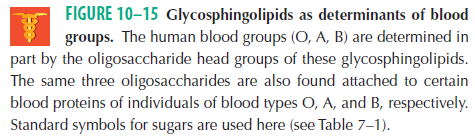 FIGURE 10–15 Glycosphingolipids as determinants of blood
groups. The human blood groups (O, A, B) are determined in
part by the oligosaccharide head groups of these glycosphingolipids.
The same three oligosaccharides are also found attached to certain
blood proteins of individuals of blood types O, A, and B, respectively.
Standard symbols for sugars are used here (see Table 7–1).